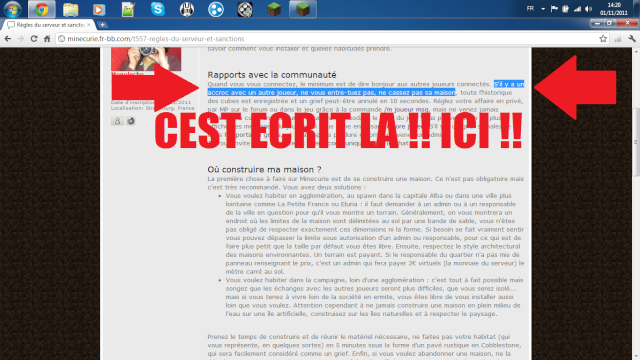 FR
14:20
01/11/2011
Règles du serveur et sanctions
minecurie.fr-bb.com/t557-regles-du-serveur-et-sanctions
savoir comment vous installer et quelles habitudes prendre.
Rapports avec la communauté
Quand vous vous connectez, le minimum est de dire bonjour aux autres joueurs connectés. S'il y a un
accroc avec un autre joueur, ne vous entre-tuez pas, ne cassez pas sa maison, toute l'historique
des cubes est enregistrée et un grief peut être annulé en 10 secondes. Réglez votre affaire en privé,
par MP sur le forum ou dans le jeu grâce à la commande /m joueur msg, mais ne venez jamais
CEST ECRIT LA !! ICI !!
Où construire ma maison ?
La première chose à faire sur Minecurie est de se construire une maison. Ce n'est pas obligatoire mais
c'est très recommandé. Vous avez deux solutions :
• Vous voulez habiter en agglomération, au spawn dans la capitale Alba ou dans une ville plus
lointaine comme La Petite France ou Eluria : il faut demander à un admin ou à un responsable
de la ville en question pour qu'il vous montre un terrain. Généralement, on vous montrera un
endroit où les limites de la maison sont délimitées au sol par une bande de sable, vous n'êtes
pas obligé de respecter exactement ces dimensions ni la forme. Si besoin se fait vraiment sentir
vous pouvez dépasser la limite sous autorisation d'un admin ou responsable, pour ce qui est de
faire plus petit que la taille par défaut vous êtes libre. Ensuite, respectez le style architectural
des maisons environnantes. Un terrain est payant. Si le responsable du quartier n'a pas mis de
panneau renseignant le prix, c'est un admin qui fera payer 2€ virtuels (la monnaie du serveur) le
mètre carré au sol.
• Vous voulez habiter dans la campagne, loin d'une agglomération : c'est tout à fait possible mais
songez que les échanges avec les autres joueurs seront plus difficiles, que vous serez isolé...
mais si vous tenez à vivre loin de la société en ermite, vous êtes libre de vous installer aussi
loin que vous voulez. Attention cependant à ne jamais construire une maison en plein milieu de
l'eau sur une île artificielle, construisez sur les îles naturelles et à respecter le paysage.
Prenez le temps de construire et de réunir le matériel nécessaire, ne faites pas votre habitat (qui
vous représente, en quelques sortes) en 5 minutes sous la forme d'un pavé rustique en Cobblestone,
qui sera facilement considéré comme un grief. Enfin, si vous voulez abandonner une maison, ne la